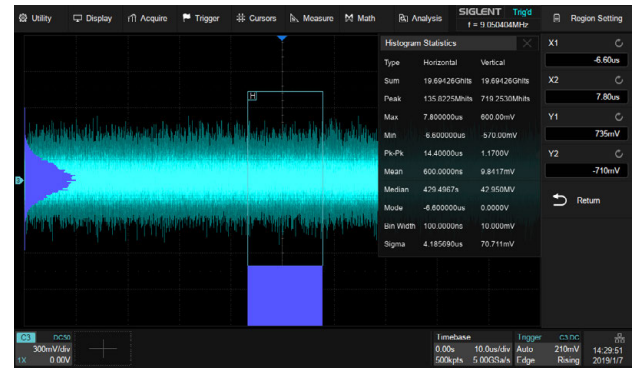 Utility Display Acquire Trigger Cursors Measure Math Analysis SIGLENT Trig'd f = 9.050404MHz Region Setting
Histogram Statistics
Type Horizontal Vertical
Sum 19.69426Ghits 19.69426Ghits
Peak 135.8225Mhits 719.2530Mhits
Max 7.800000us 600.00mV
Min -6.600000us -570.00mV
Pk-Pk 14.40000us 1.1700V
Mean 600.0000ns 9.8417mV
Median 429.4967s 42.950MV
Mode -6.600000us 0.0000V
Bin Width 100.0000ns 10.000mV
Sigma 4.185690us 70.711mV
X1
-6.60us
X2
7.80us
Y1
735mV
Y2
-710mV
Return
H
C3 DC50
300mV/div
1X 0.00V
Timebase
0.00s 10.0us/div
500kpts 5.00GSa/s
Trigger C3 DC
Auto 210mV
Edge Rising
14:29:51
2019/1/7